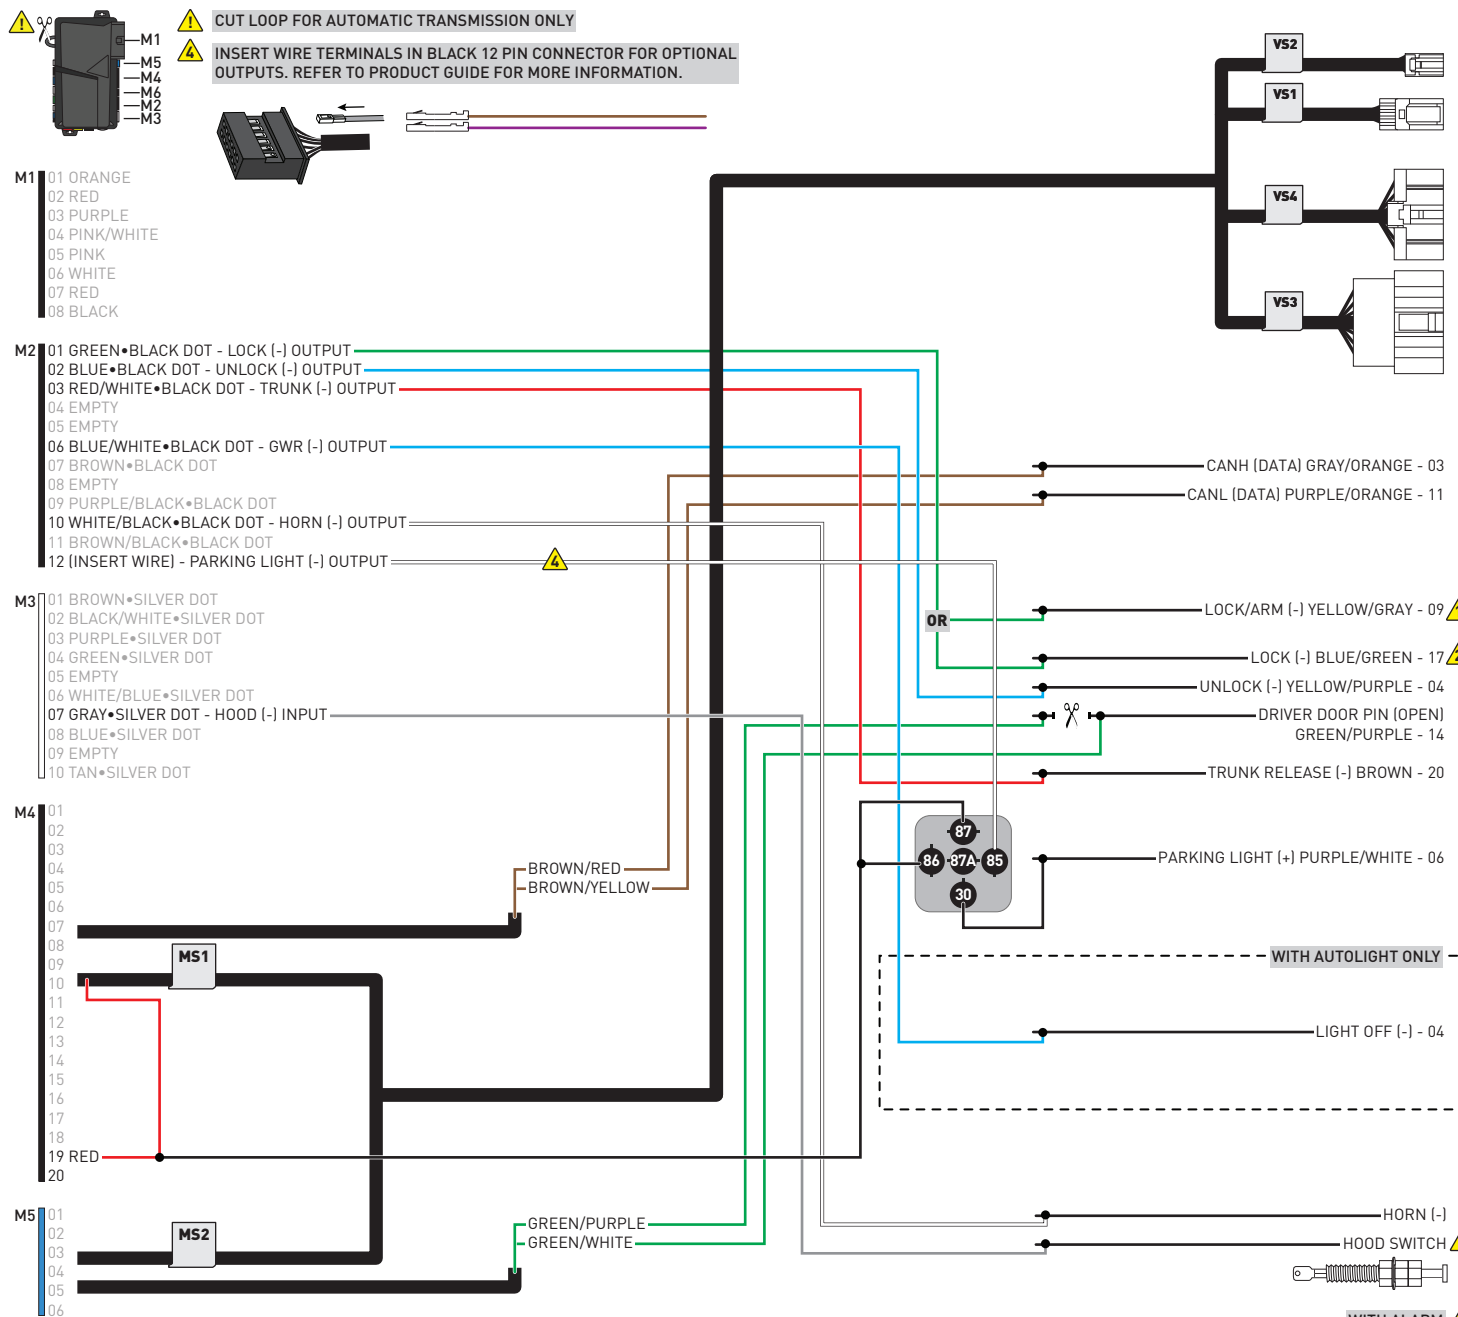 ! CUT LOOP FOR AUTOMATIC TRANSMISSION ONLY
4 INSERT WIRE TERMINALS IN BLACK 12 PIN CONNECTOR FOR OPTIONAL
OUTPUTS. REFER TO PRODUCT GUIDE FOR MORE INFORMATION.
!
M1
M5
M4
M6
M2
M3
VS2
VS1
VS4
VS3
M1
01 ORANGE
02 RED
03 PURPLE
04 PINK/WHITE
05 PINK
06 WHITE
07 RED
08 BLACK
M2
01 GREEN•BLACK DOT - LOCK (-) OUTPUT
02 BLUE•BLACK DOT - UNLOCK (-) OUTPUT
03 RED/WHITE•BLACK DOT - TRUNK (-) OUTPUT
04 EMPTY
05 EMPTY
06 BLUE/WHITE•BLACK DOT - GWR (-) OUTPUT
07 BROWN•BLACK DOT
08 EMPTY
09 PURPLE/BLACK•BLACK DOT
10 WHITE/BLACK•BLACK DOT - HORN (-) OUTPUT
11 BROWN/BLACK•BLACK DOT
12 (INSERT WIRE) - PARKING LIGHT (-) OUTPUT
4
M3
01 BROWN•SILVER DOT
02 BLACK/WHITE•SILVER DOT
03 PURPLE•SILVER DOT
04 GREEN•SILVER DOT
05 EMPTY
06 WHITE/BLUE•SILVER DOT
07 GRAY•SILVER DOT - HOOD (-) INPUT
08 BLUE•SILVER DOT
09 EMPTY
10 TAN•SILVER DOT
M4
01
02
03
04
05
06
07
08
09
10
11
12
13
14
15
16
17
18
19 RED
20
BROWN/RED
BROWN/YELLOW
MS1
M5
01
02
03
04
05
06
MS2
GREEN/PURPLE
GREEN/WHITE
CANH (DATA) GRAY/ORANGE - 03
CANL (DATA) PURPLE/ORANGE - 11
OR
LOCK/ARM (-) YELLOW/GRAY - 09
LOCK (-) BLUE/GREEN - 17
UNLOCK (-) YELLOW/PURPLE - 04
DRIVER DOOR PIN (OPEN)
GREEN/PURPLE - 14
TRUNK RELEASE (-) BROWN - 20
87
86
87A
85
30
PARKING LIGHT (+) PURPLE/WHITE - 06
WITH AUTOLIGHT ONLY
LIGHT OFF (-) - 04
HORN (-)
HOOD SWITCH
WITH ALARM